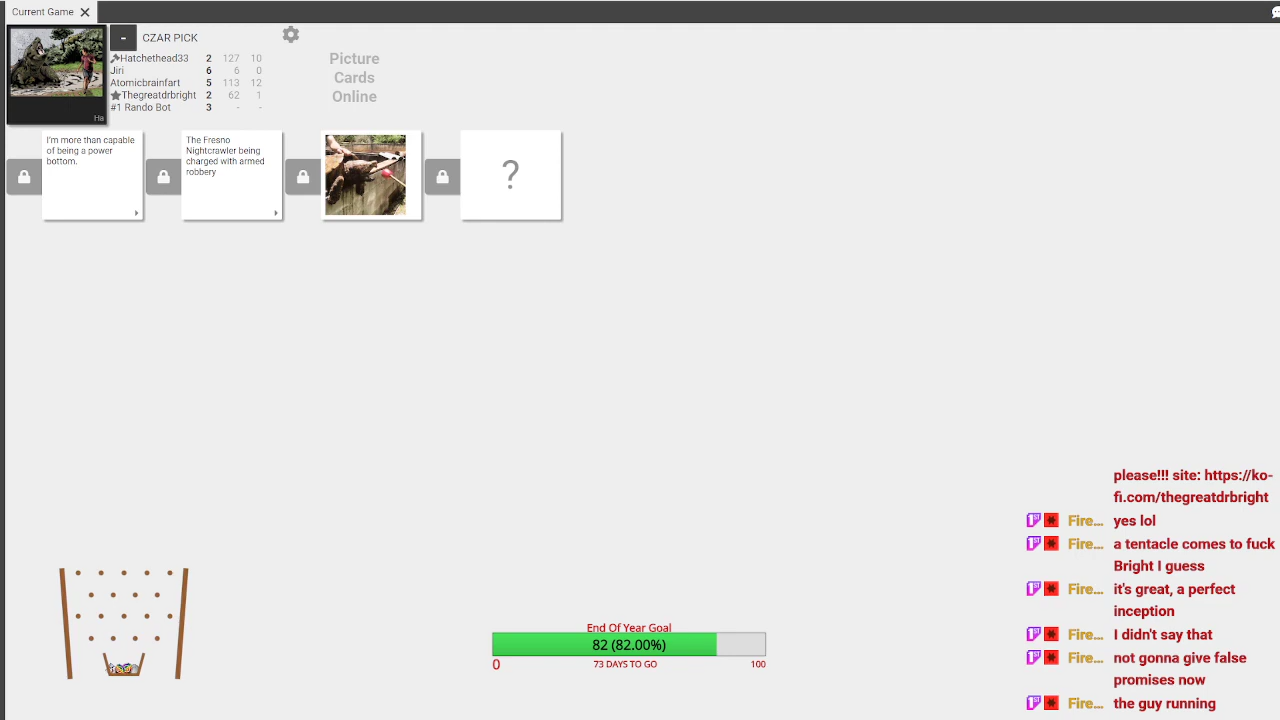 Current Game
CZAR PICK
Hatchethead33 2 127 10
Jiri 6 6 0
Atomicbrainfart 5 113 12
Thegreatdrbright 2 62 1
#1 Rando Bot 3 - -
Picture
Cards
Online
Ha
I'm more than capable
of being a power
bottom.
The Fresno
Nightcrawler being
charged with armed
robbery
?
please!!! site: https://ko-
fi.com/thegreatdrbright
Fire... yes lol
Fire... a tentacle comes to fuck
Bright I guess
Fire... it's great, a perfect
inception
Fire... I didn't say that
Fire... not gonna give false
promises now
Fire... the guy running
End Of Year Goal
82 (82.00%)
0 73 DAYS TO GO 100